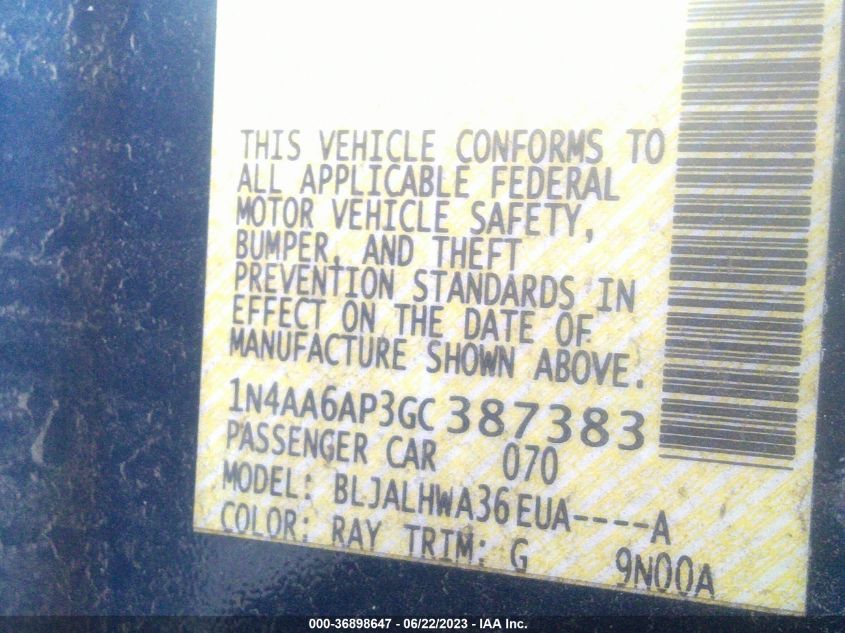 THIS VEHICLE CONFORMS TO
ALL APPLICABLE FEDERAL
MOTOR VEHICLE SAFETY,
BUMPER, AND THEFT
PREVENTION STANDARDS IN
EFFECT ON THE DATE OF
MANUFACTURE SHOWN ABOVE.
1N4AA6AP3GC387383
PASSENGER CAR 070
MODEL: BLJALHWA36EUA----A
COLOR: RAY TRIM: G 9N00A
000-36898647 - 06/22/2023 - IAA Inc.